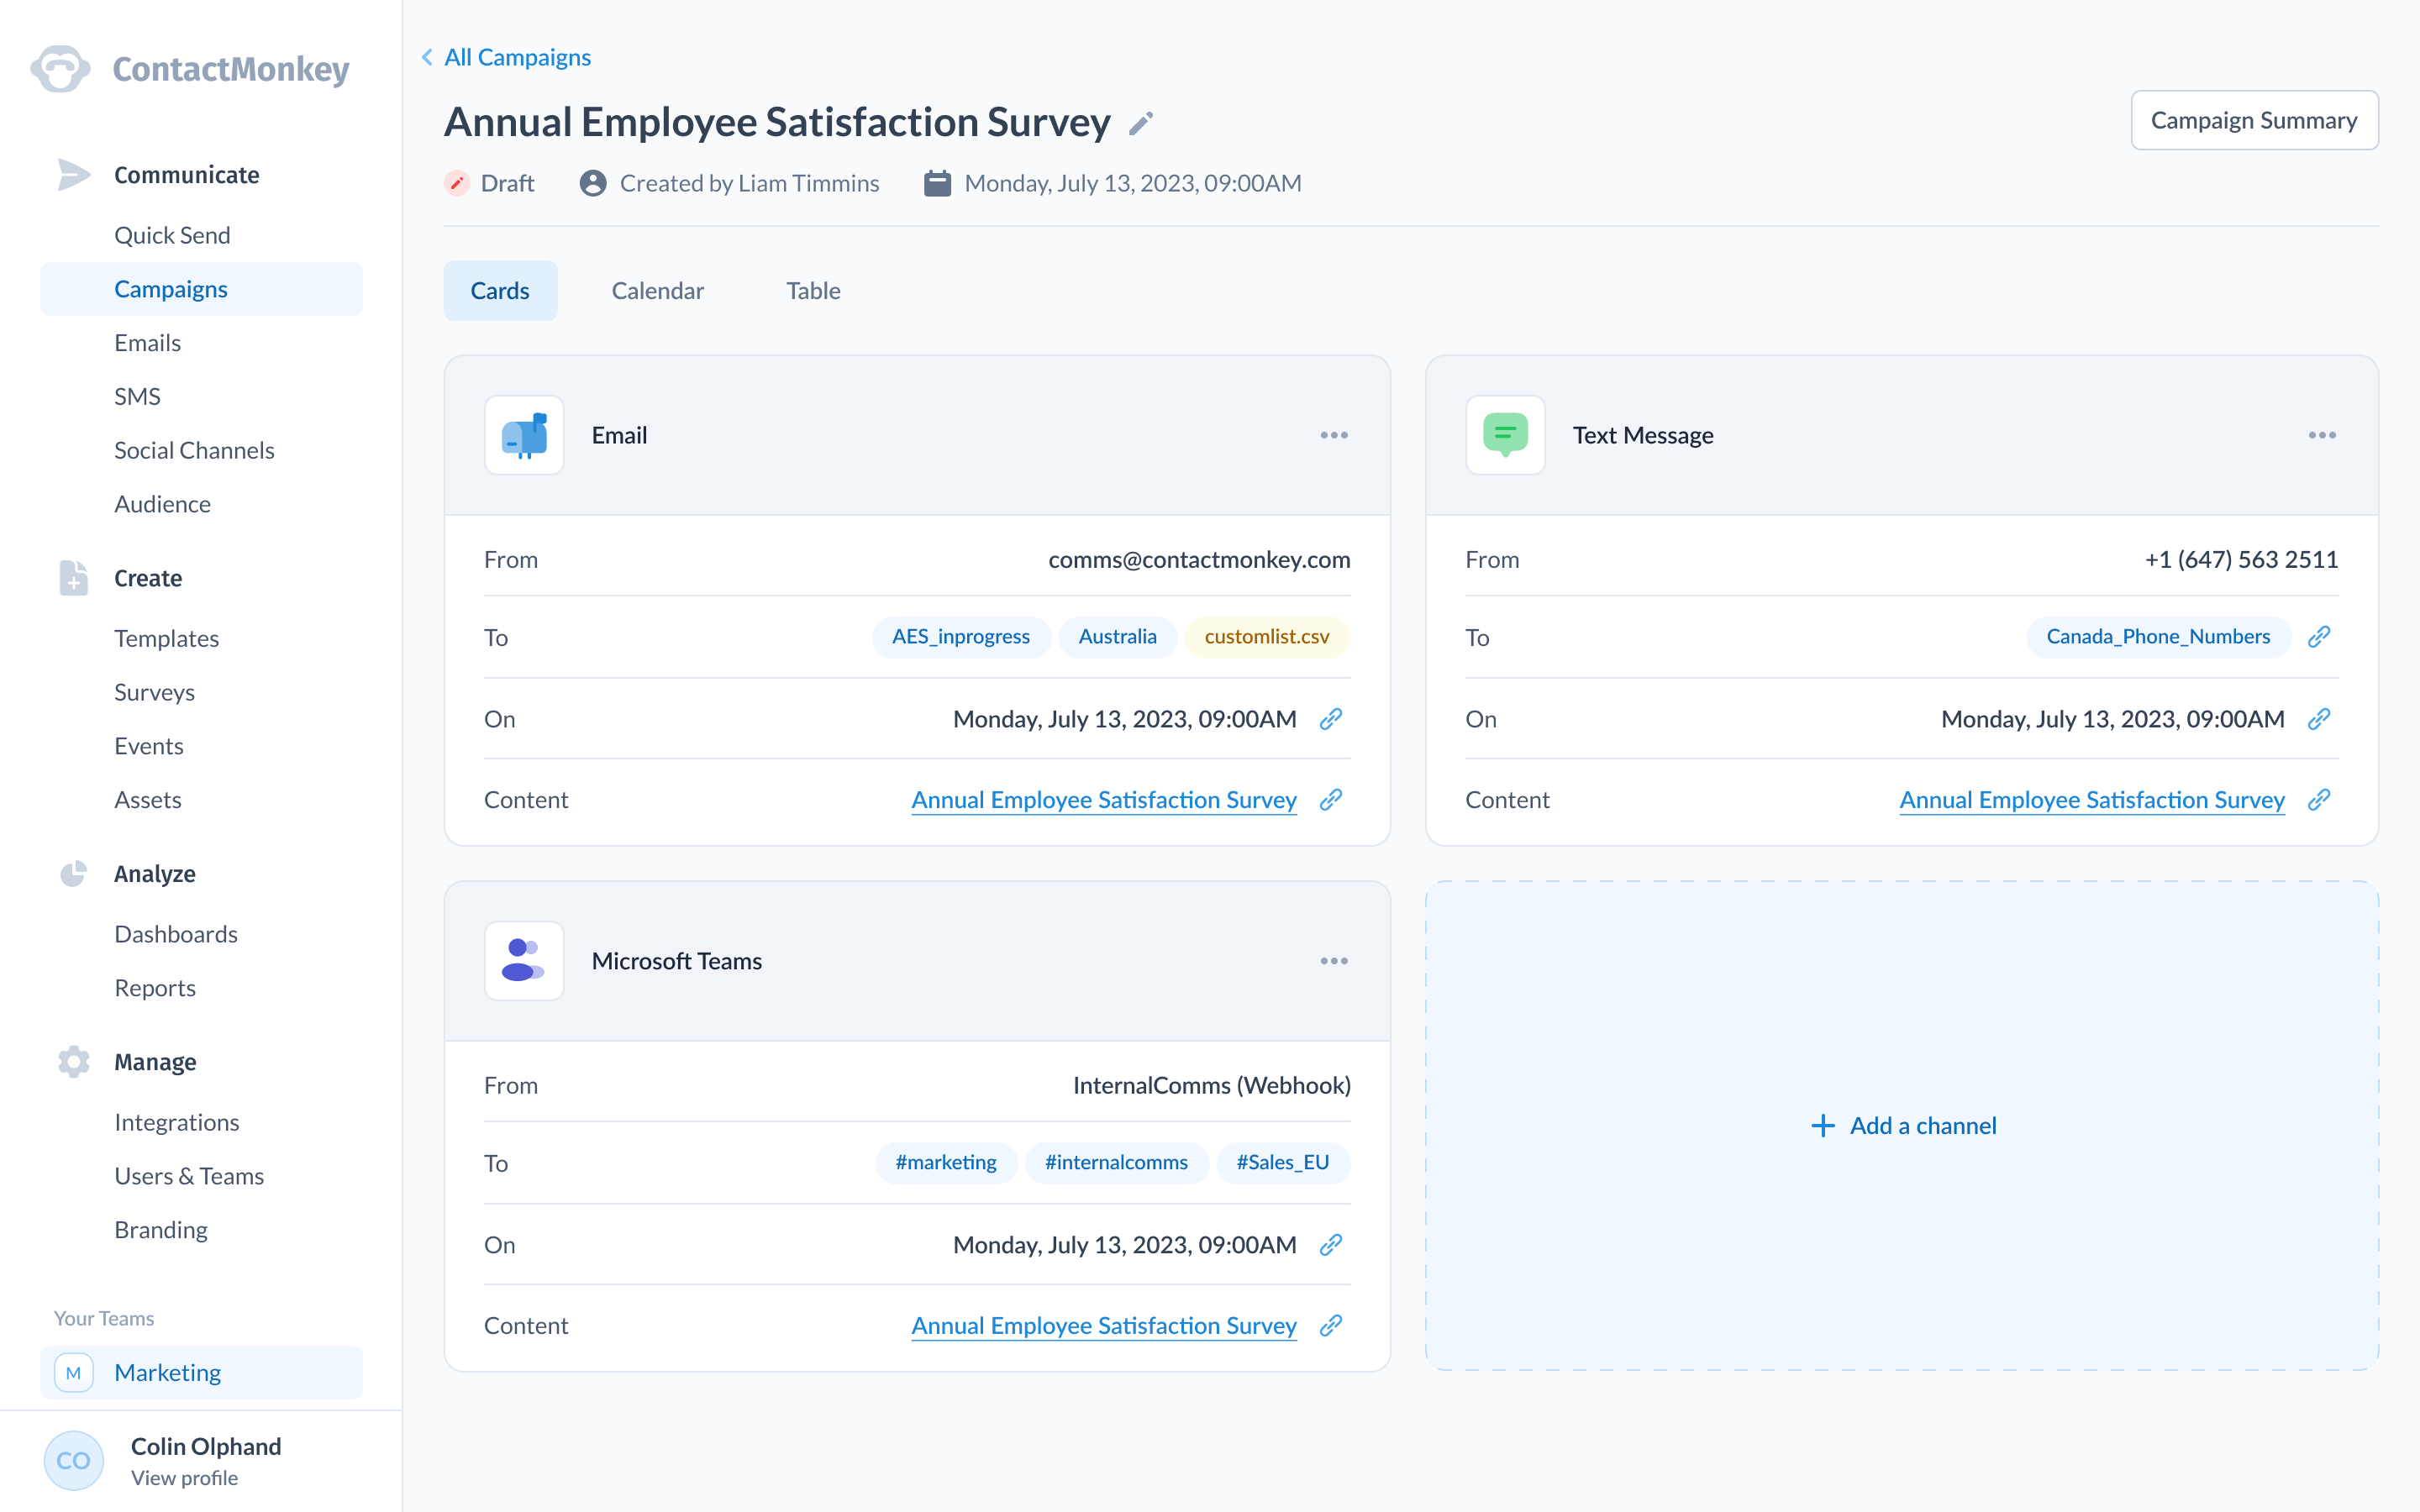 ContactMonkey
Communicate
Quick Send
Campaigns
Emails
SMS
Social Channels
Audience
Create
Templates
Surveys
Events
Assets
Analyze
Dashboards
Reports
Manage
Integrations
Users & Teams
Branding
Your Teams
M Marketing
CO Colin Olphand
View profile
All Campaigns
Annual Employee Satisfaction Survey
Campaign Summary
Draft Created by Liam Timmins Monday, July 13, 2023, 09:00AM
Cards Calendar Table
Email
From comms@contactmonkey.com
To AES_inprogress Australia customlist.csv
On Monday, July 13, 2023, 09:00AM
Content Annual Employee Satisfaction Survey
Text Message
From +1 (647) 563 2511
To Canada_Phone_Numbers
On Monday, July 13, 2023, 09:00AM
Content Annual Employee Satisfaction Survey
Microsoft Teams
From InternalComms (Webhook)
To #marketing #internalcomms #Sales_EU
On Monday, July 13, 2023, 09:00AM
Content Annual Employee Satisfaction Survey
Add a channel